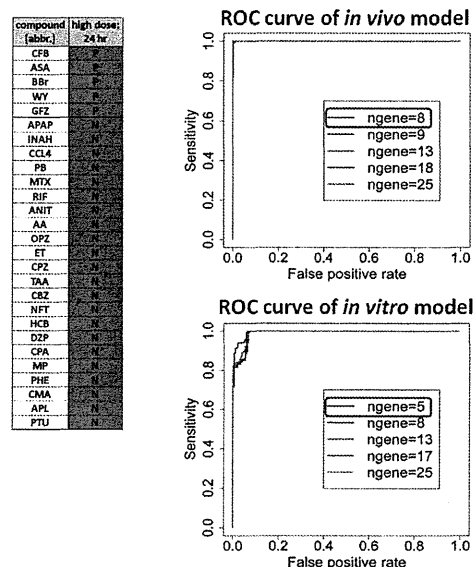 compound [abbr.] high dose: 24 hr
CFB P
ASA P
BBr P
WY P
GFZ P
APAP N
INAH N
CCL4 N
PB N
MTX N
RIF N
ANIT N
AA N
OPZ N
ET N
CPZ N
TAA N
CBZ N
NFT N
HCB N
DZP N
CPA N
MP N
PHE N
CMA N
APL N
PTU N
ROC curve of in vivo model
Sensitivity
1.0
0.8
0.6
0.4
0.2
0.0
ngene=8
ngene=9
ngene=13
ngene=18
ngene=25
0.0 0.2 0.4 0.6 0.8 1.0
False positive rate
ROC curve of in vitro model
Sensitivity
1.0
0.8
0.6
0.4
0.2
0.0
ngene=5
ngene=8
ngene=13
ngene=17
ngene=25
0.0 0.2 0.4 0.6 0.8 1.0
False positive rate